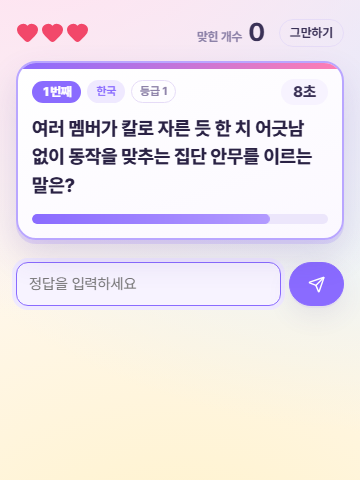 맞힌 개수 0 그만하기
1번째 한국 등급 1 8초
여러 멤버가 칼로 자른 듯 한 치 어긋남
없이 동작을 맞추는 집단 안무를 이르는
말은?
정답을 입력하세요